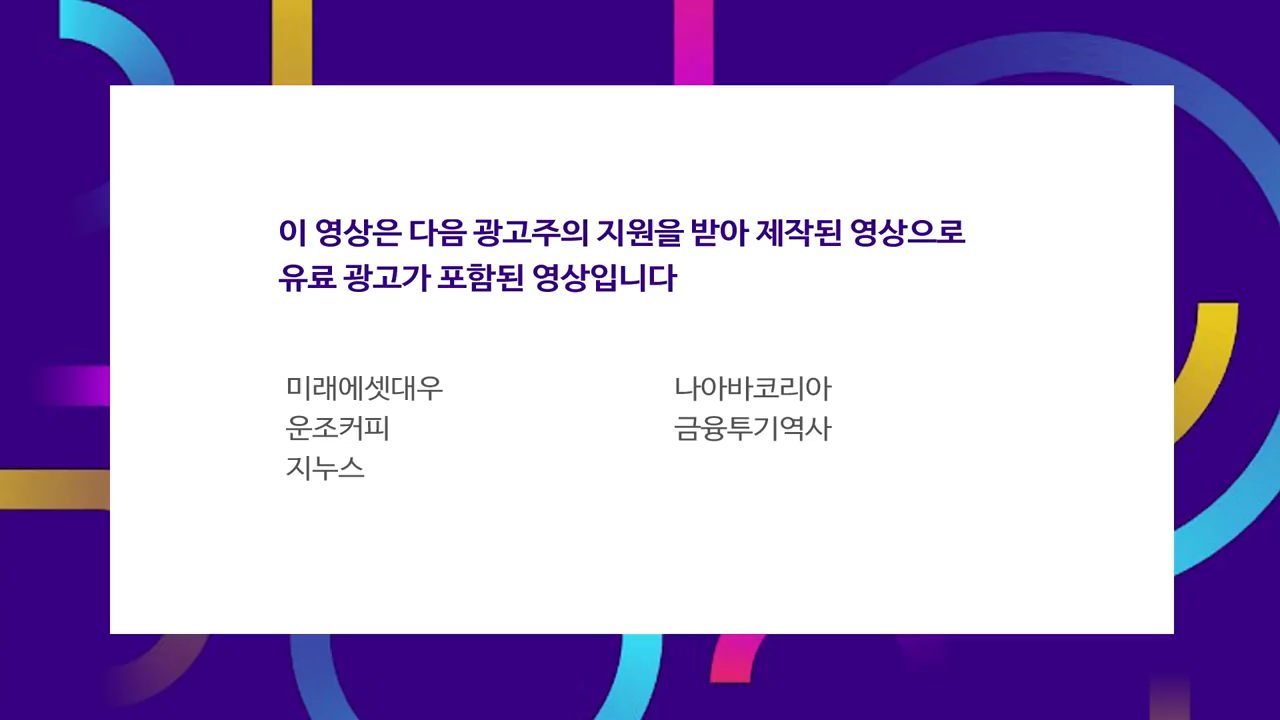 이 영상은 다음 광고주의 지원을 받아 제작된 영상으로
유료 광고가 포함된 영상입니다
미래에셋대우
운조커피
지누스
나아바코리아
금융투기역사